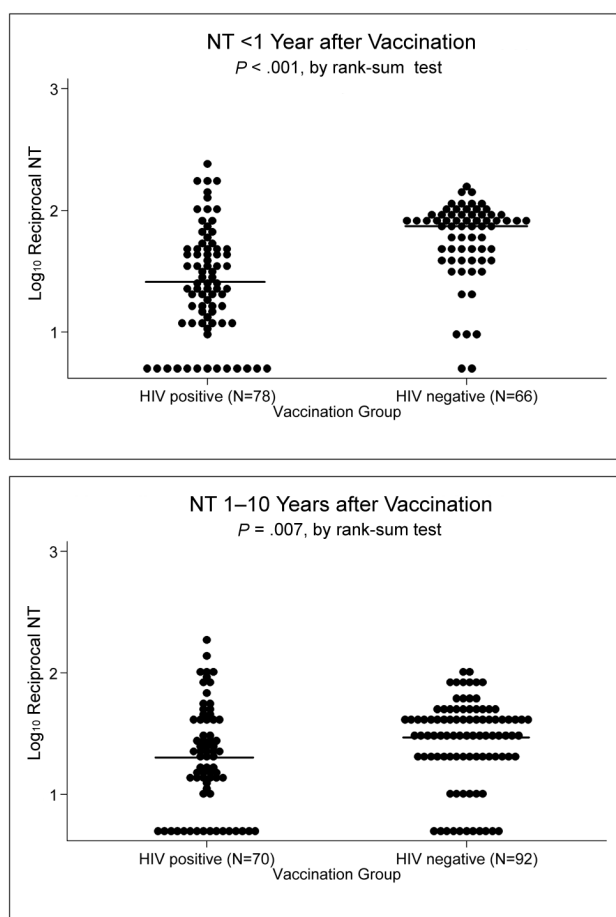 NT <1 Year after Vaccination
P < .001, by rank-sum test
3
2
1
Log₁₀ Reciprocal NT
HIV positive (N=78)
HIV negative (N=66)
Vaccination Group
NT 1–10 Years after Vaccination
P = .007, by rank-sum test
3
2
1
Log₁₀ Reciprocal NT
HIV positive (N=70)
HIV negative (N=92)
Vaccination Group